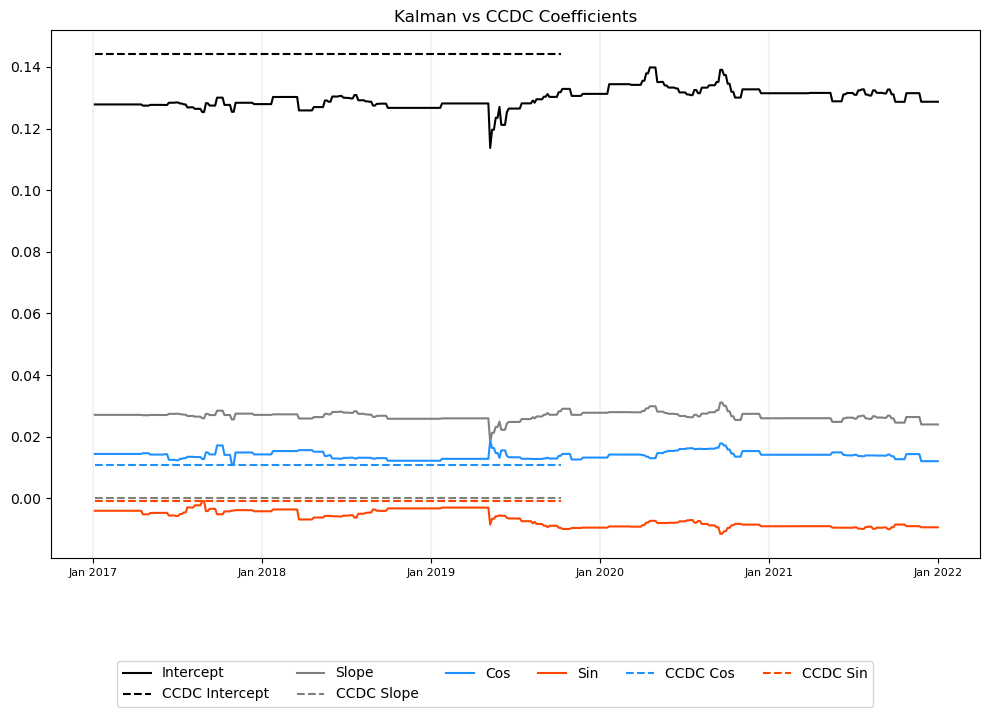 Kalman vs CCDC Coefficients
0.14
0.12
0.10
0.08
0.06
0.04
0.02
0.00
Jan 2017 Jan 2018 Jan 2019 Jan 2020 Jan 2021 Jan 2022
Intercept Slope Cos Sin CCDC Cos CCDC Sin
CCDC Intercept CCDC Slope